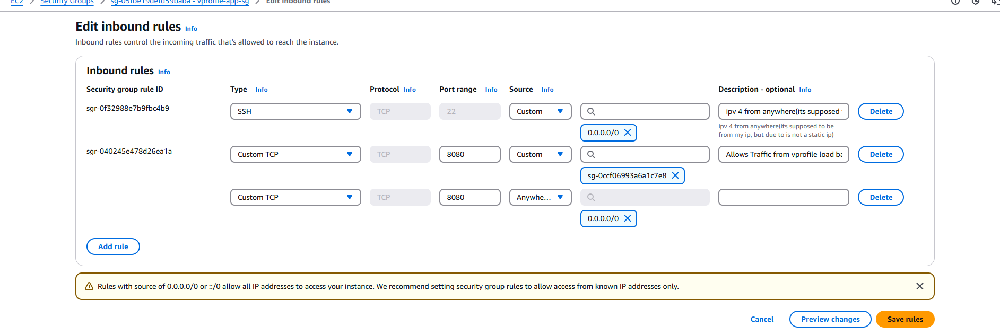 EC2 > Security Groups > sg-05fbe19defd59baba - vprofile-app-sg > Edit inbound rules
Edit inbound rules Info
Inbound rules control the incoming traffic that's allowed to reach the instance.
Inbound rules Info
Security group rule ID Type Info Protocol Info Port range Info Source Info Description - optional Info
sgr-0f32988e7b9fbc4b9 SSH TCP 22 Custom ipv 4 from anywhere(its supposed Delete
0.0.0.0/0 ipv 4 from anywhere(its supposed to be
from my ip, but due to is not a static ip)
sgr-040245e478d26ea1a Custom TCP TCP 8080 Custom Allows Traffic from vprofile load ba Delete
sg-0ccf06993a6a1c7e8
– Custom TCP TCP 8080 Anywhe... Delete
0.0.0.0/0
Add rule
Rules with source of 0.0.0.0/0 or ::/0 allow all IP addresses to access your instance. We recommend setting security group rules to allow access from known IP addresses only.
Cancel Preview changes Save rules